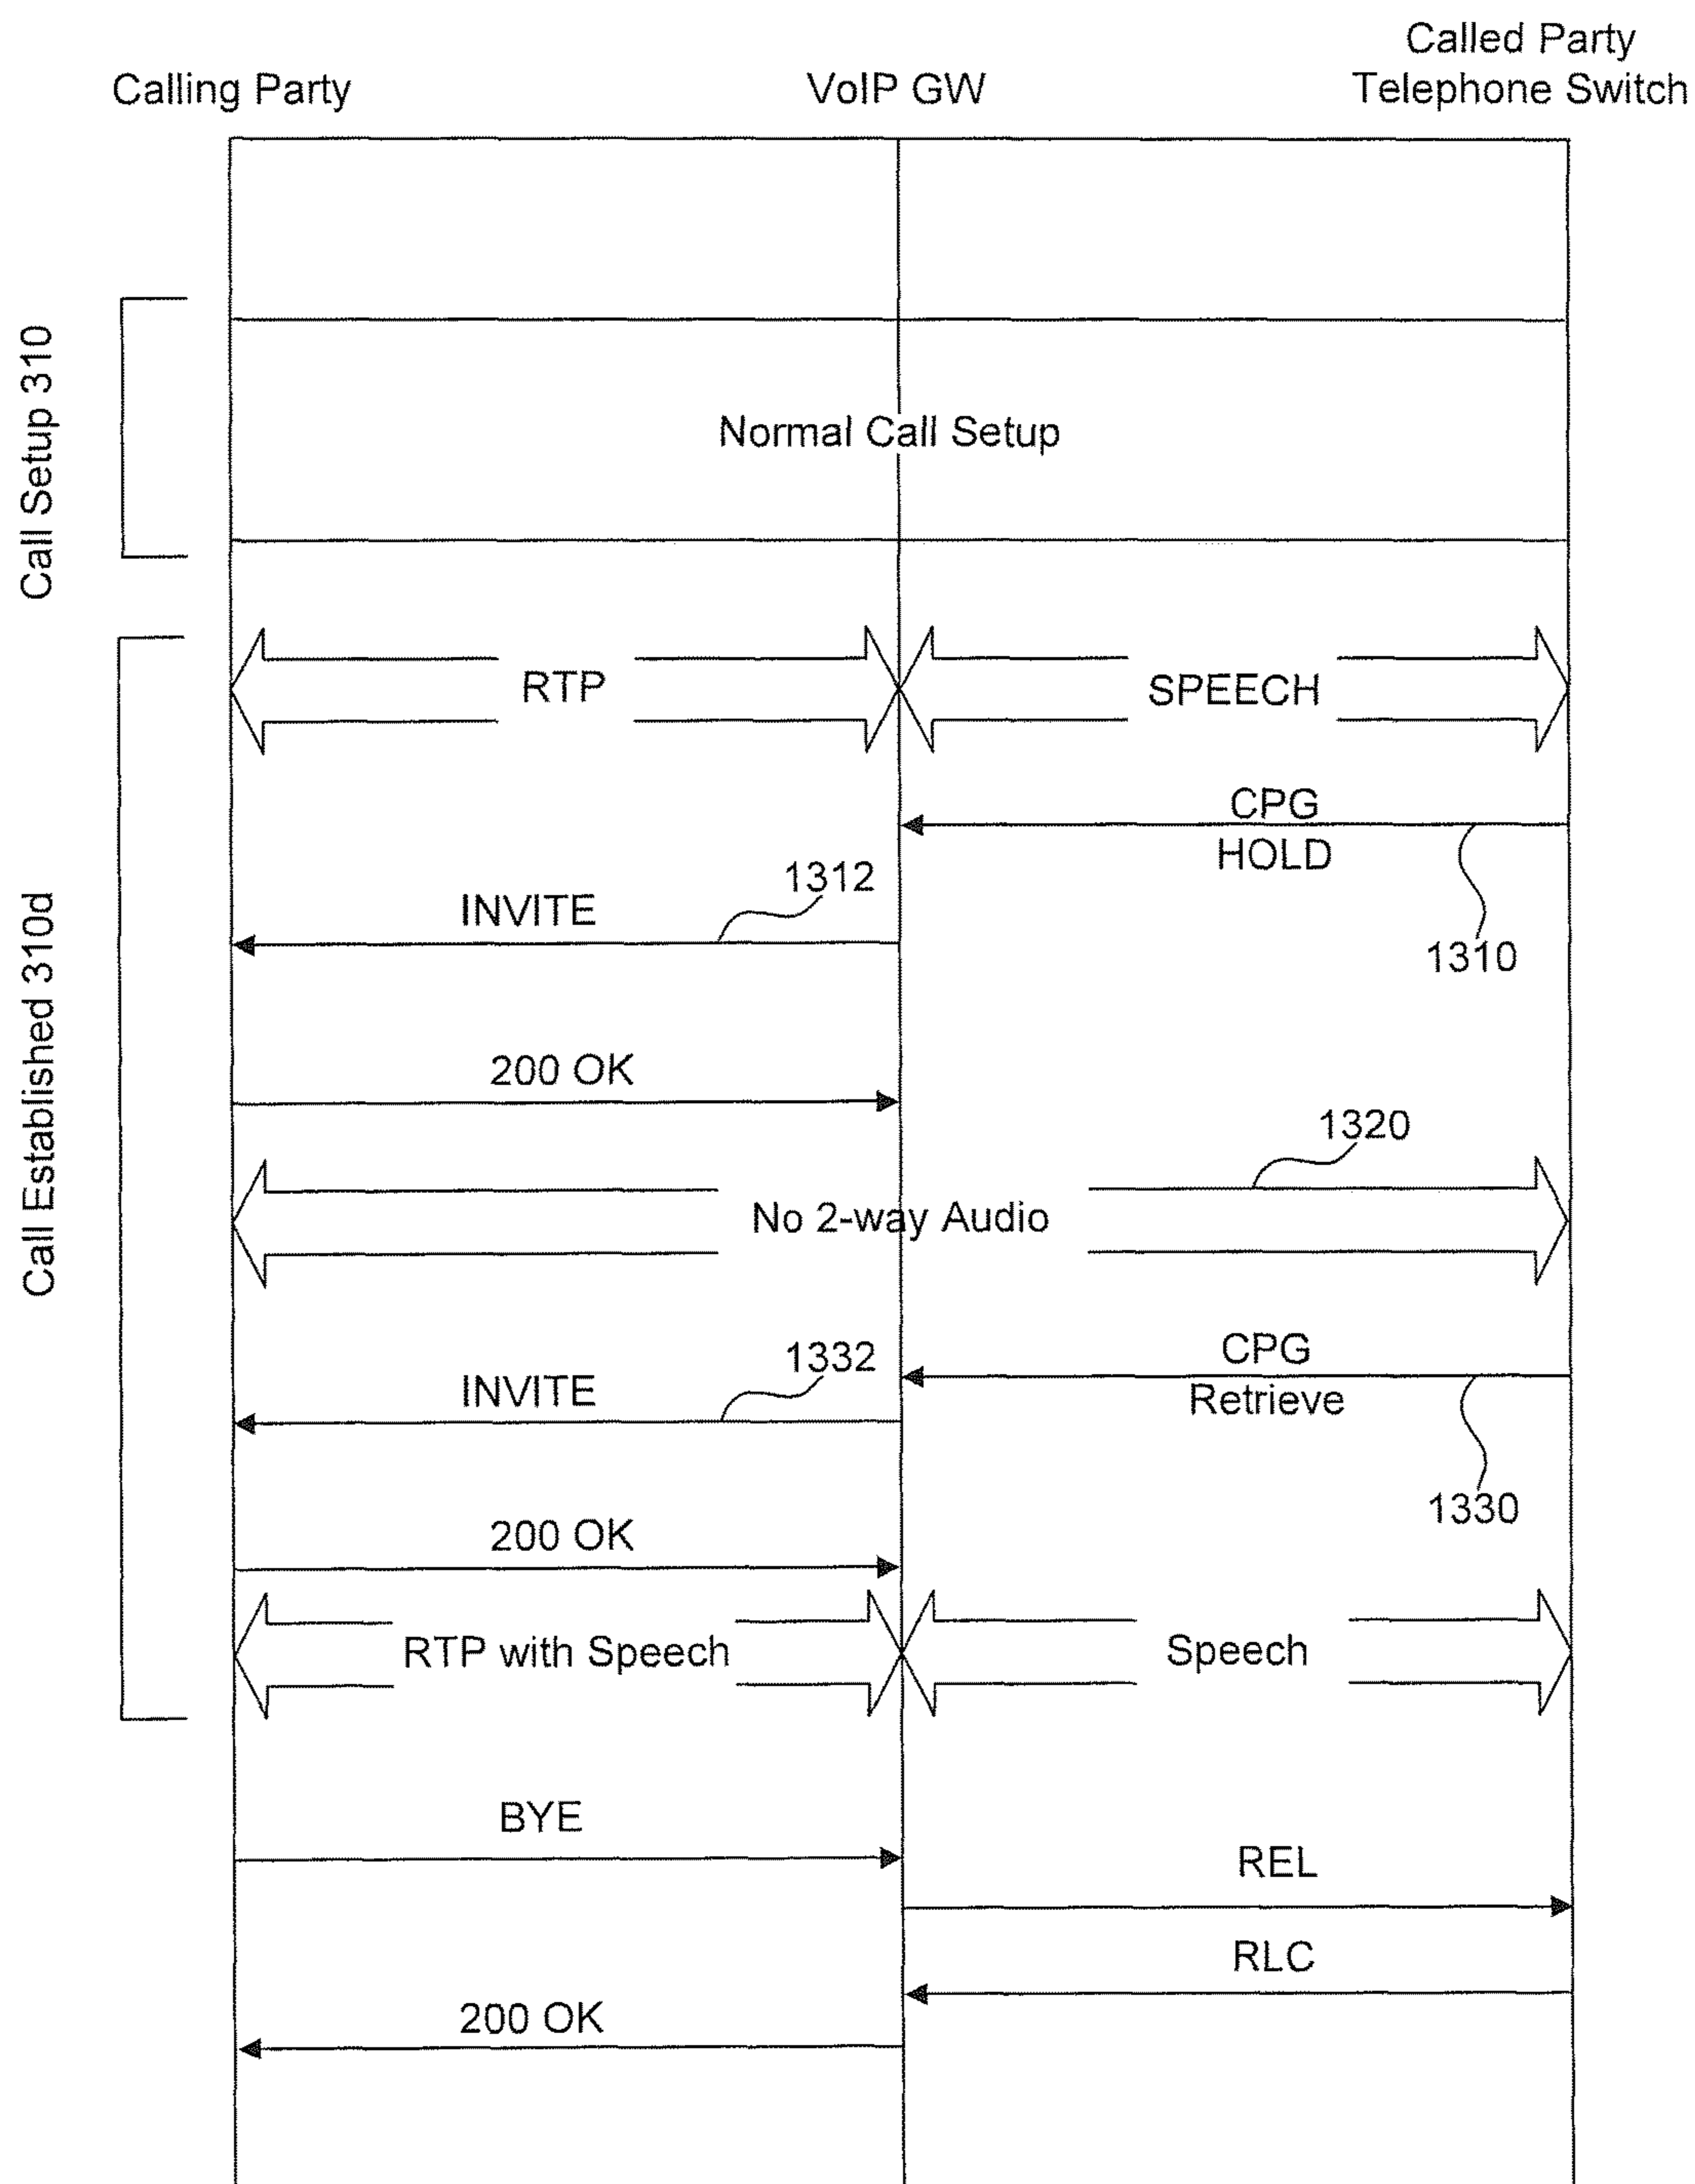 Called Party
Calling Party VoIP GW Telephone Switch
Call Setup 310
Normal Call Setup
Call Established 310d
RTP SPEECH
CPG
HOLD
1312
INVITE
1310
200 OK
1320
No 2-way Audio
CPG
1332
INVITE Retrieve
1330
200 OK
RTP with Speech Speech
BYE
REL
RLC
200 OK